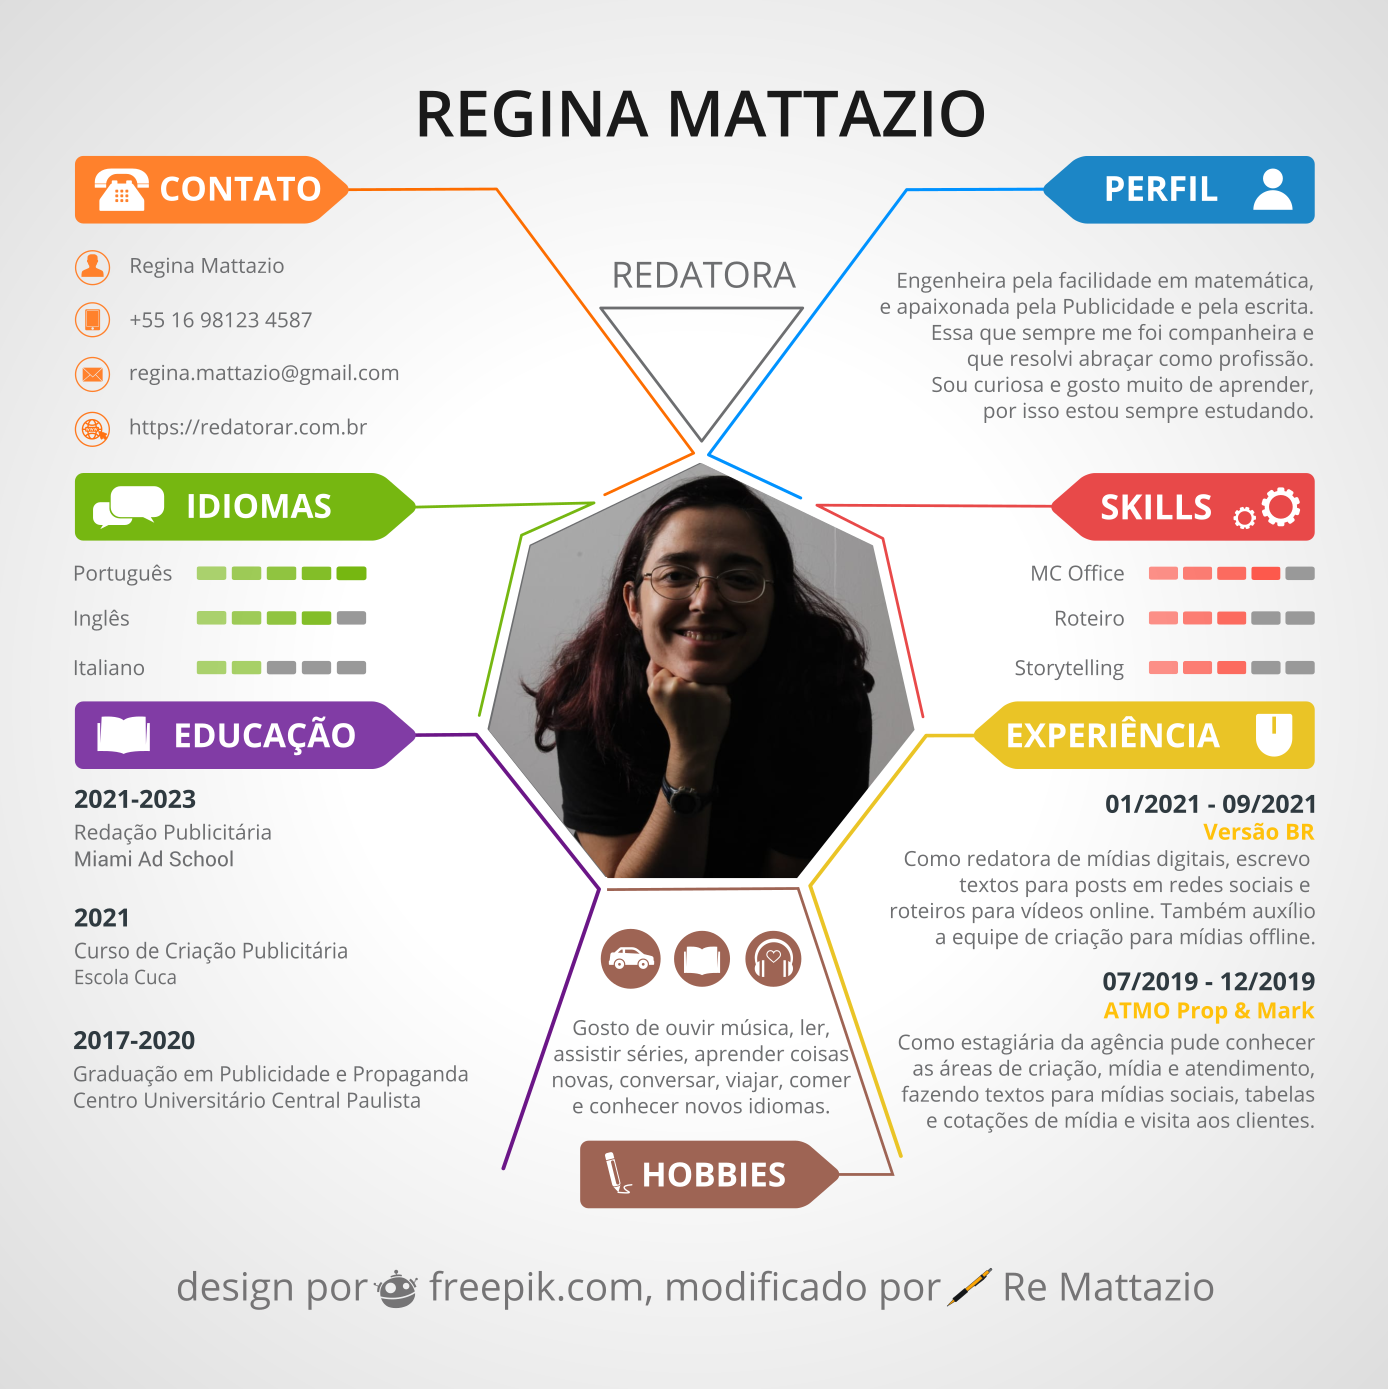 REGINA MATTAZIO
CONTATO
Regina Mattazio
+55 16 98123 4587
regina.mattazio@gmail.com
https://redatorar.com.br
REDATORA
PERFIL
Engenheira pela facilidade em matemática,
e apaixonada pela Publicidade e pela escrita.
Essa que sempre me foi companheira e
que resolvi abraçar como profissão.
Sou curiosa e gosto muito de aprender,
por isso estou sempre estudando.
IDIOMAS
Português
Inglês
Italiano
SKILLS
MC Office
Roteiro
Storytelling
EDUCAÇÃO
2021-2023
Redação Publicitária
Miami Ad School
2021
Curso de Criação Publicitária
Escola Cuca
2017-2020
Graduação em Publicidade e Propaganda
Centro Universitário Central Paulista
EXPERIÊNCIA
01/2021 - 09/2021
Versão BR
Como redatora de mídias digitais, escrevo
textos para posts em redes sociais e
roteiros para vídeos online. Também auxílio
a equipe de criação para mídias offline.
07/2019 - 12/2019
ATMO Prop & Mark
Como estagiária da agência pude conhecer
as áreas de criação, mídia e atendimento,
fazendo textos para mídias sociais, tabelas
e cotações de mídia e visita aos clientes.
Gosto de ouvir música, ler,
assistir séries, aprender coisas
novas, conversar, viajar, comer
e conhecer novos idiomas.
HOBBIES
design por freepik.com, modificado por Re Mattazio